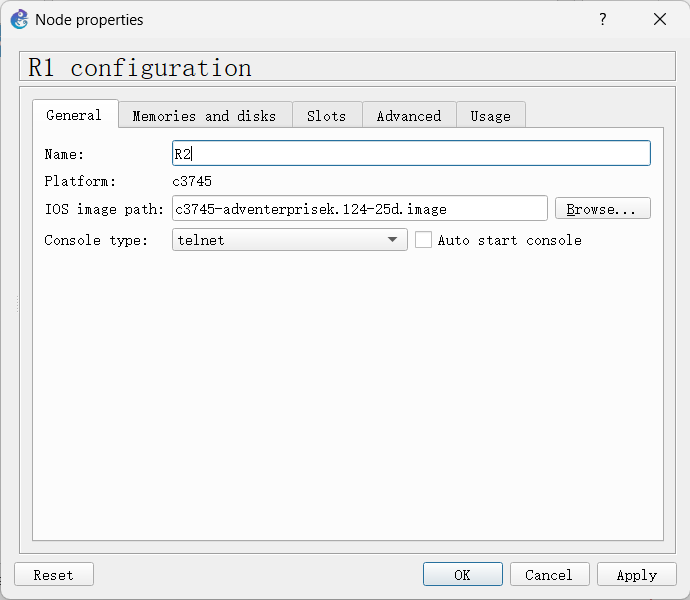 Node properties ?
R1 configuration
General Memories and disks Slots Advanced Usage
Name: R2
Platform: c3745
IOS image path: c3745-adventerprisek.124-25d.image Browse...
Console type: telnet Auto start console
Reset OK Cancel Apply